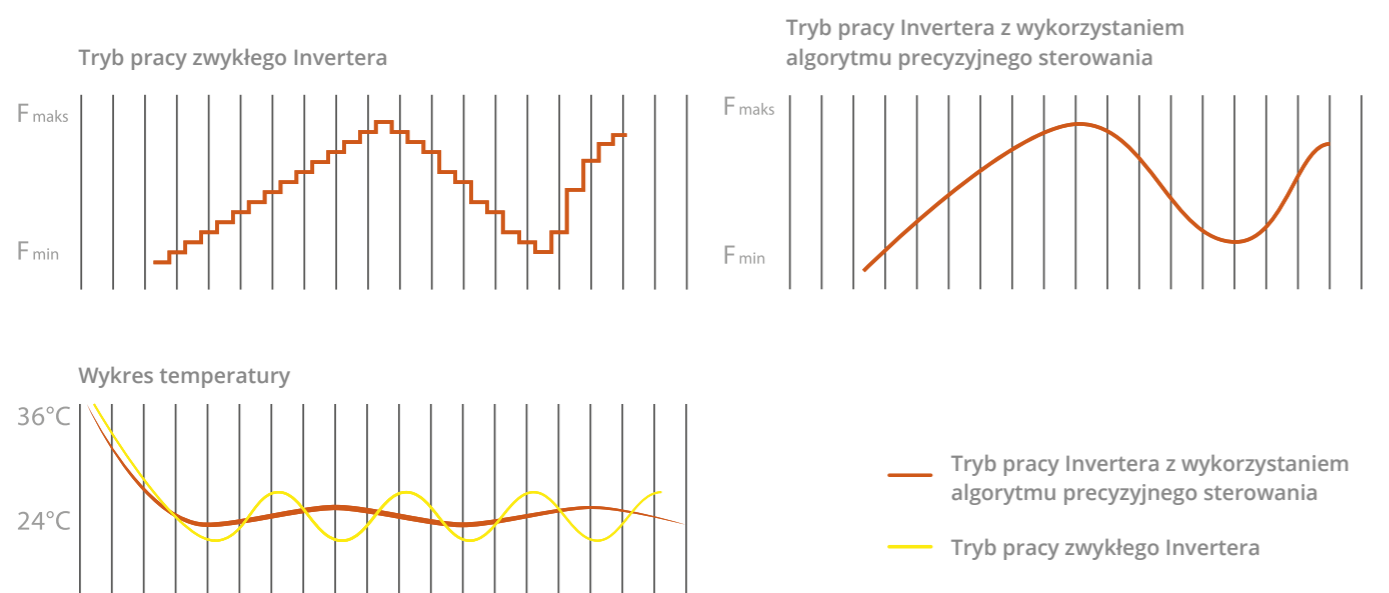 Tryb pracy zwykłego Invertera
F maks
F min
Tryb pracy Invertera z wykorzystaniem
algorytmu precyzyjnego sterowania
F maks
F min
Wykres temperatury
36°C
24°C
Tryb pracy Invertera z wykorzystaniem
algorytmu precyzyjnego sterowania
Tryb pracy zwykłego Invertera